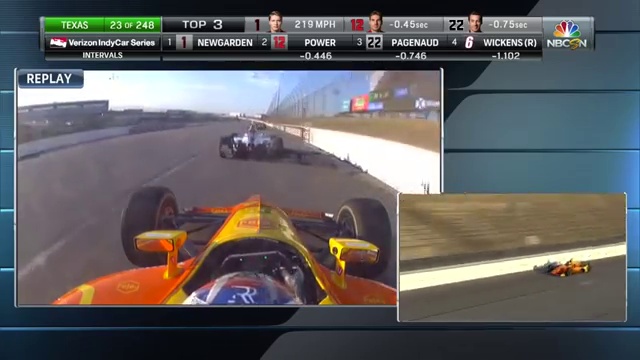 TEXAS 23 OF 248 TOP 3 1 219 MPH 12 -0.45sec 22 -0.75sec
Verizon IndyCar Series 1 1 NEWGARDEN 2 12 POWER 3 22 PAGENAUD 4 6 WICKENS (R) NBCSN
INTERVALS -0.446 -0.746 -1.102
REPLAY